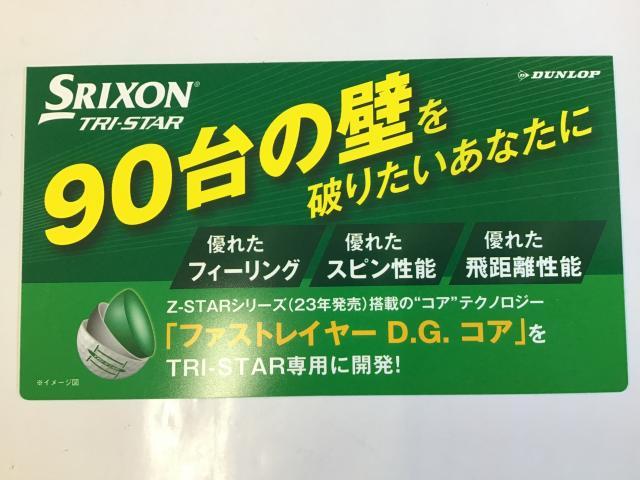 SRIXON®
TRI-STAR
DUNLOP
90台の壁を
破りたいあなたに
優れた
フィーリング
優れた
スピン性能
優れた
飛距離性能
Z-STARシリーズ(23年発売)搭載の"コア"テクノロジー
「ファストレイヤー D.G. コア」を
TRI-STAR専用に開発!
※イメージ図